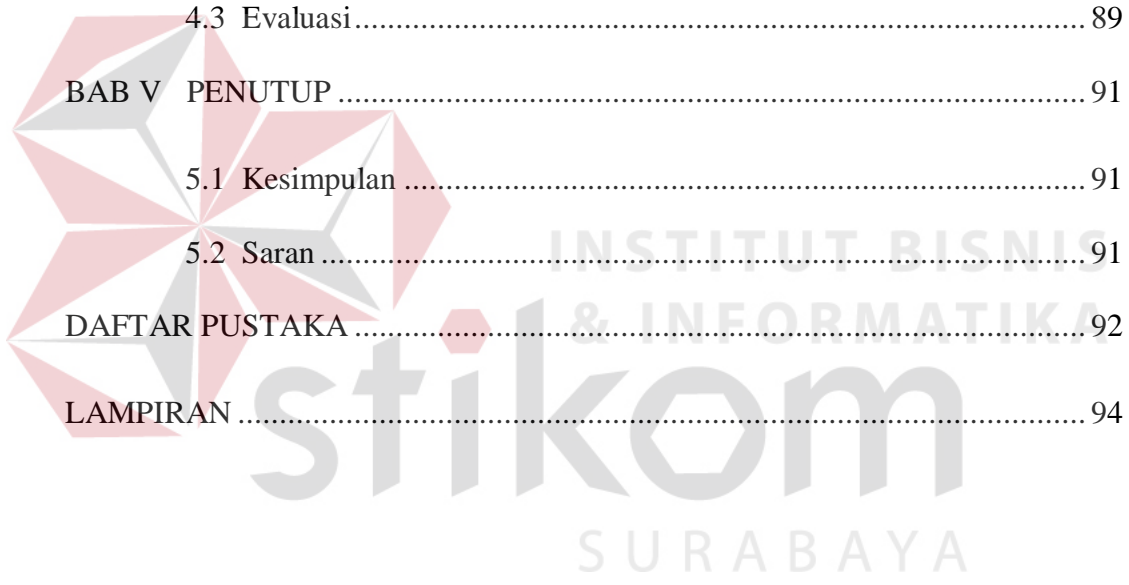 4.3 Evaluasi........................................................................................ 89
BAB V PENUTUP.......................................................................................... 91
5.1 Kesimpulan.................................................................................. 91
5.2 Saran............................................................................................ 91
DAFTAR PUSTAKA........................................................................................ 92
LAMPIRAN...................................................................................................... 94
INSTITUT BISNIS
& INFORMATIKA
stikom
SURABAYA